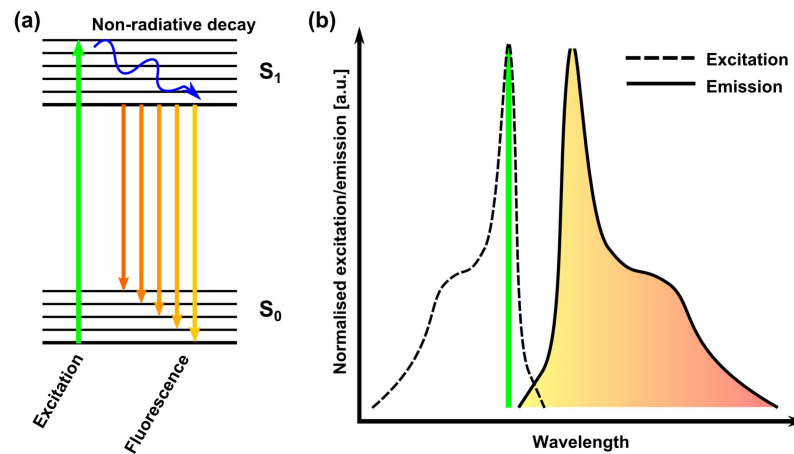 (a)
Non-radiative decay
S1
S0
Excitation
Fluorescence
(b)
Normalised excitation/emission [a.u.]
Excitation
Emission
Wavelength